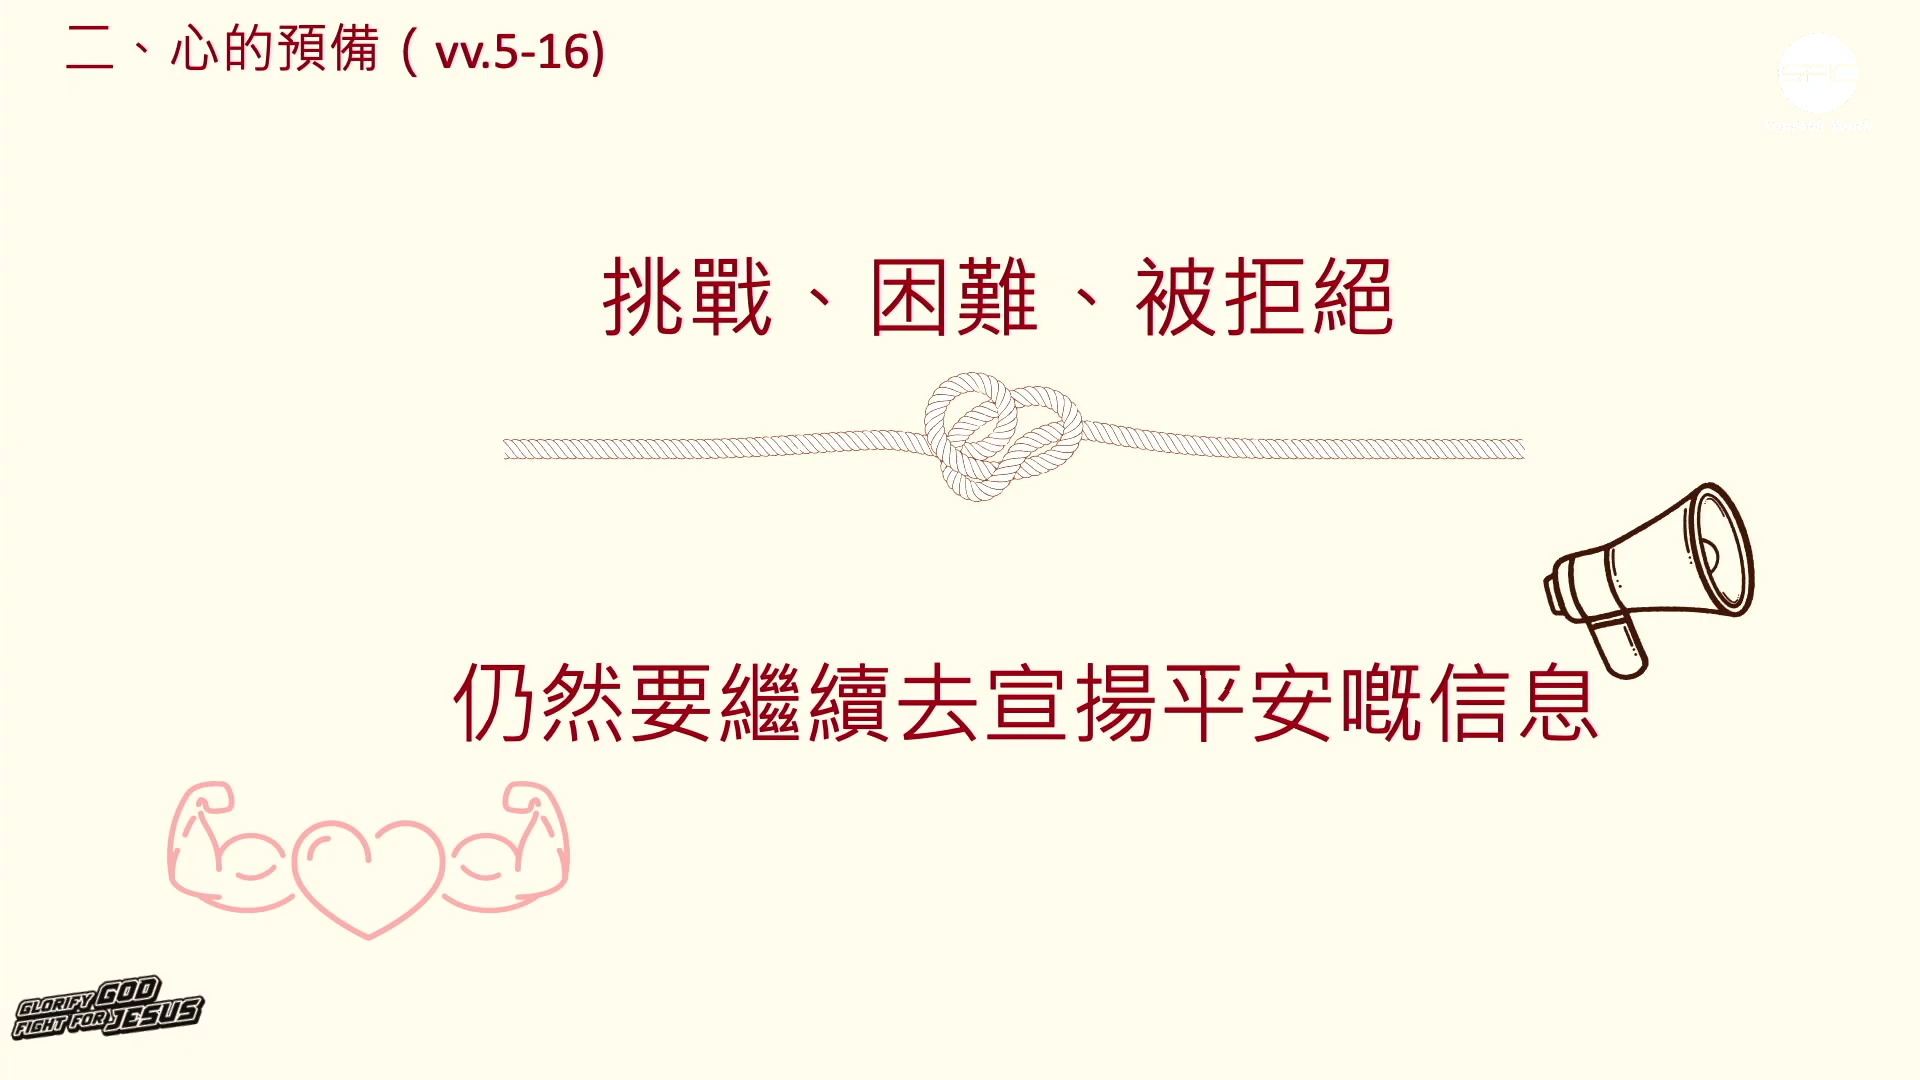 二、心的預備（vv.5-16)
挑戰、困難、被拒絕
仍然要繼續去宣揚平安嘅信息
GLORIFY GOD
FIGHT FOR JESUS